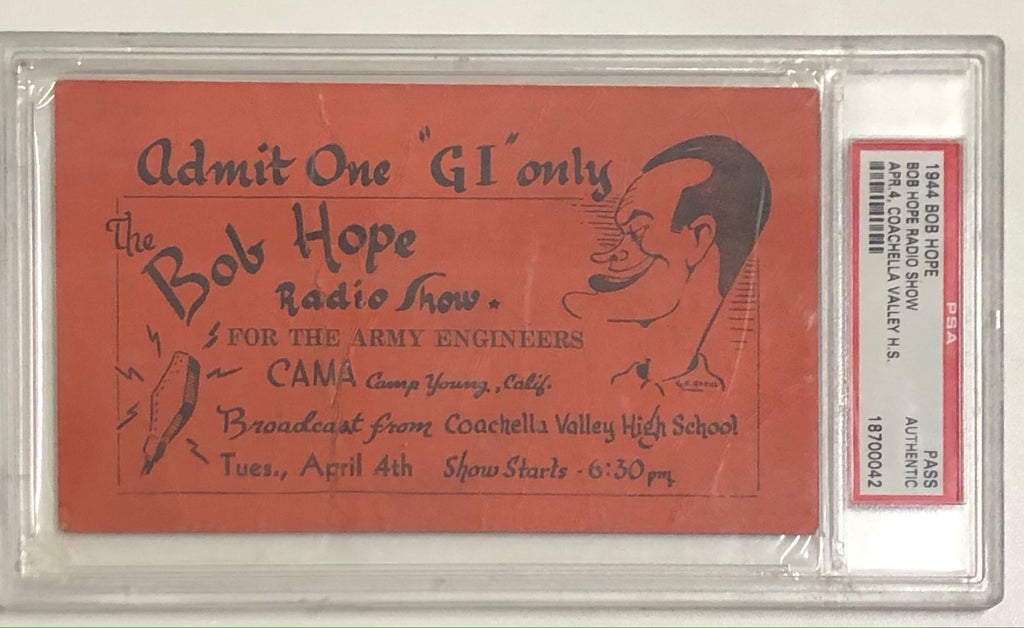 Admit One "GI" only
The
Bob Hope
Radio Show.
FOR THE ARMY ENGINEERS
CAMA Camp Young, Calif.
Broadcast from Coachella Valley High School
Tues., April 4th Show Starts - 6:30 pm
PSA
1944 BOB HOPE
BOB HOPE RADIO SHOW
APR.4, COACHELLA VALLEY H.S.
PASS
AUTHENTIC
18700042